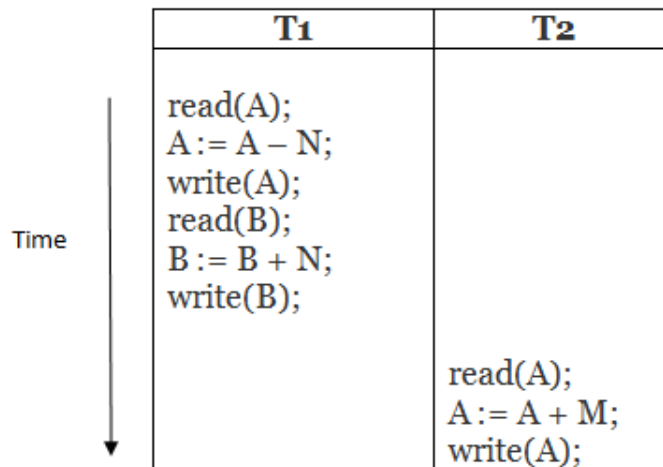 T1 T2
read(A);
A := A – N;
write(A);
read(B);
Time
B := B + N;
write(B);
read(A);
A := A + M;
write(A);